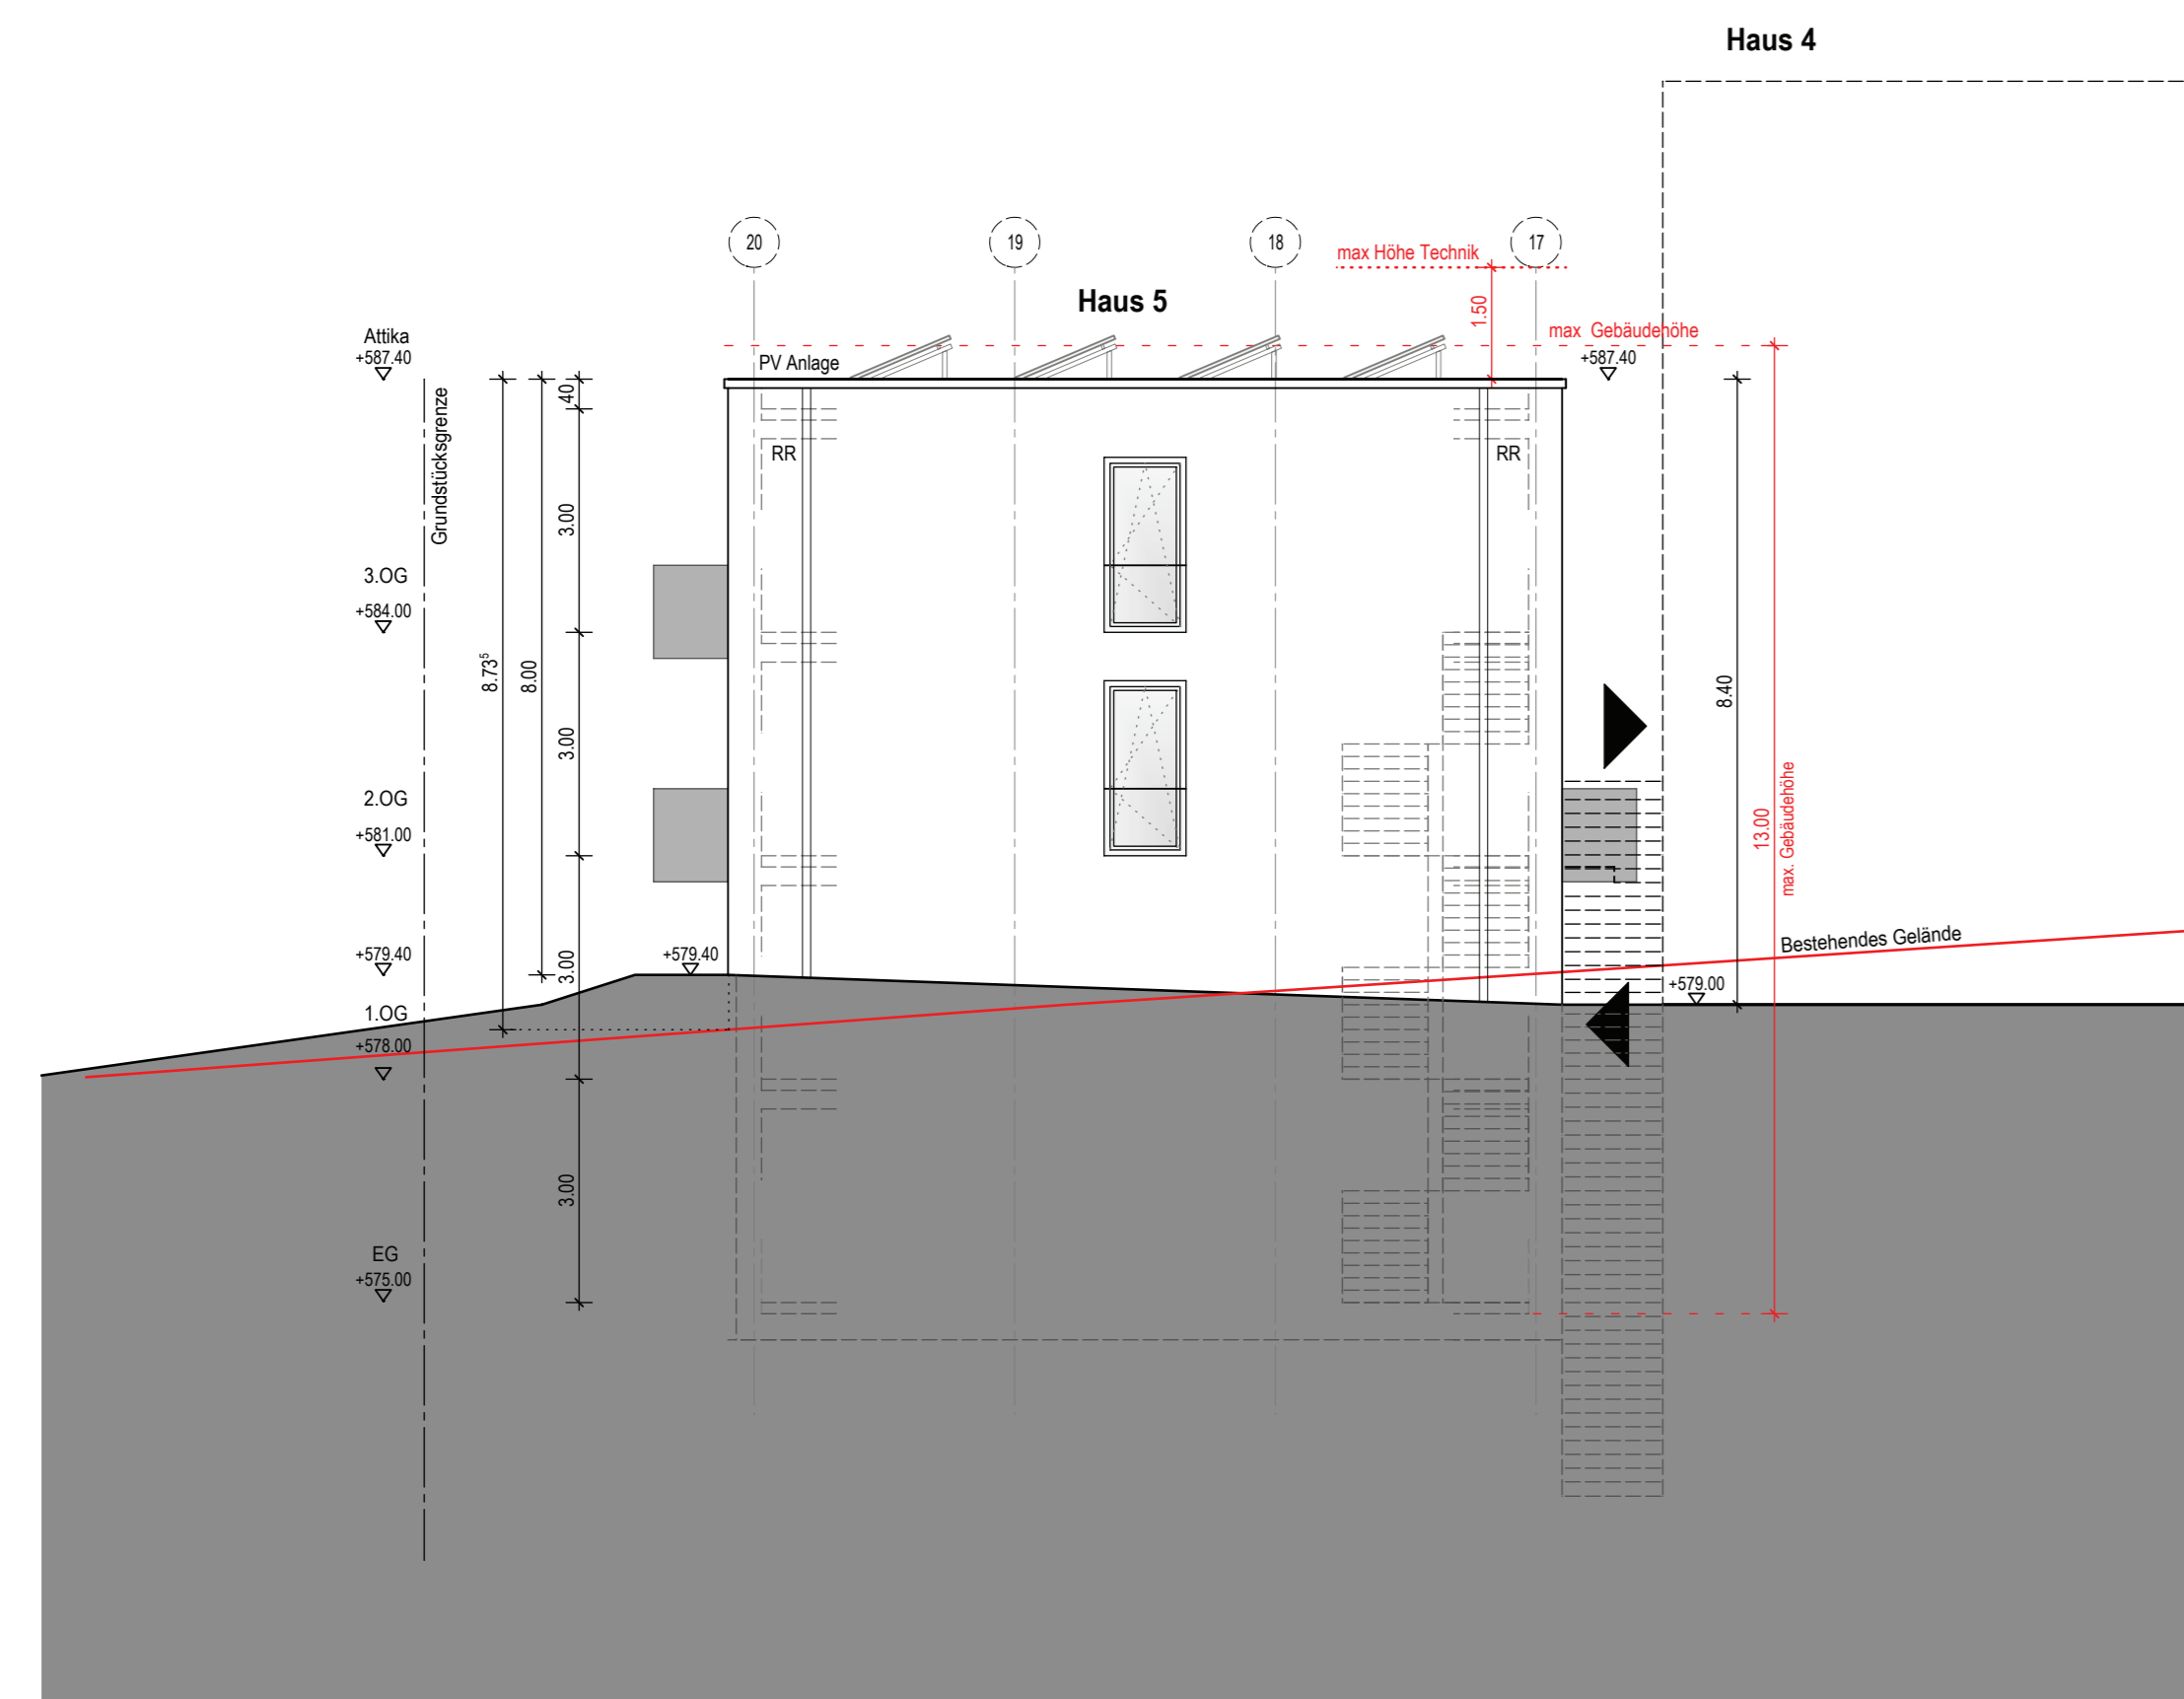 Haus 4
20
19
18
17
max Höhe Technik
Haus 5
1.50
max Gebäudehöhe
Attika
+587.40
PV Anlage
+587.40
40
Grundstücksgrenze
RR
RR
3.00
3.OG
+584.00
8.73⁵
8.00
8.40
3.00
2.OG
+581.00
13.00
max. Gebäudehöhe
Bestehendes Gelände
+579.40
+579.40
3.00
+579.00
1.OG
+578.00
3.00
EG
+575.00